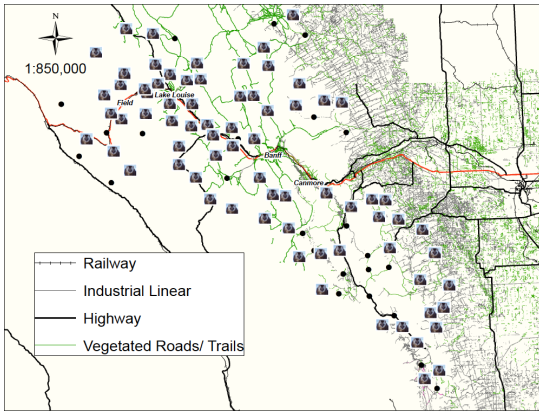 N
1:850,000
Lake Louise
Field
Banff
Canmore
Railway
Industrial Linear
Highway
Vegetated Roads/ Trails